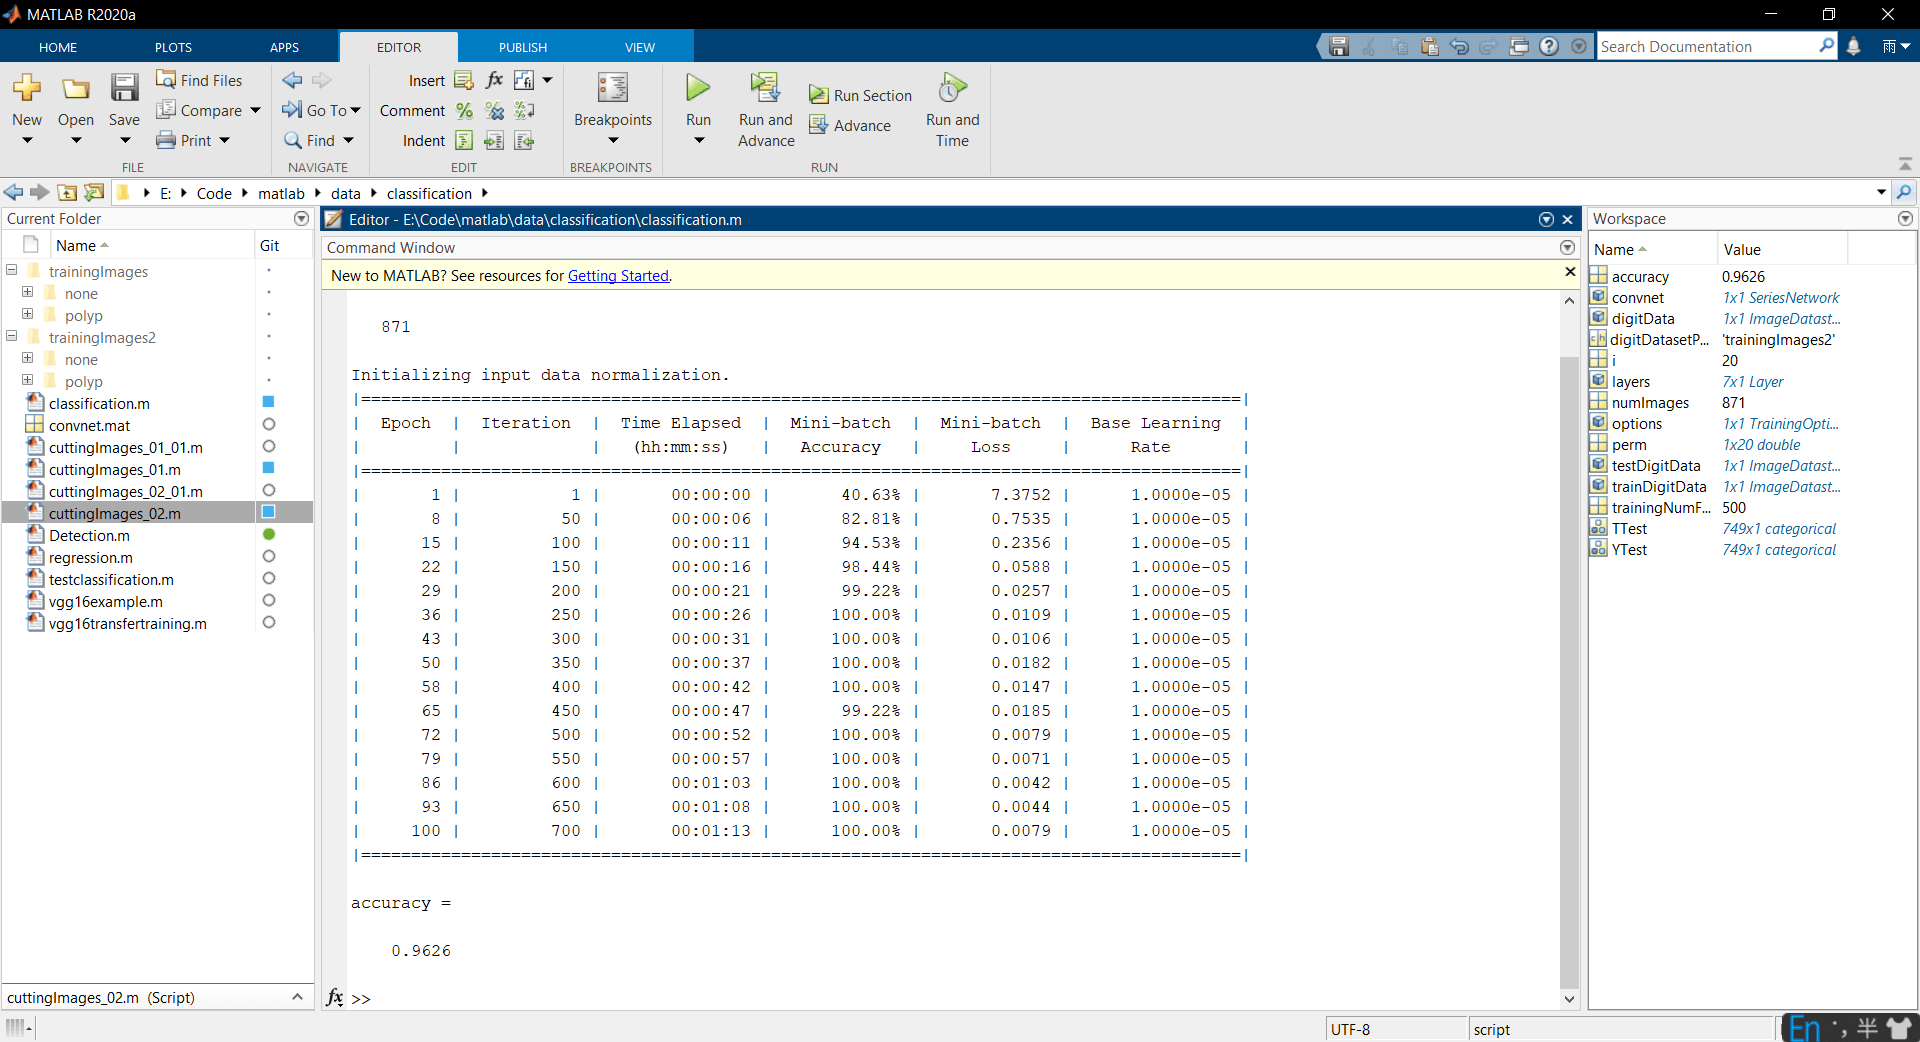 MATLAB R2020a
HOME PLOTS APPS EDITOR PUBLISH VIEW
Search Documentation
雨
New
Open
Save
Find Files
Compare
Print
FILE
Go To
Find
NAVIGATE
Insert fx
Comment
Indent
EDIT
Breakpoints
BREAKPOINTS
Run
Run and
Advance
Run Section
Advance
Run and
Time
RUN
E: Code matlab data classification
Current Folder
Name Git
trainingImages
none
polyp
trainingImages2
none
polyp
classification.m
convnet.mat
cuttingImages_01_01.m
cuttingImages_01.m
cuttingImages_02_01.m
cuttingImages_02.m
Detection.m
regression.m
testclassification.m
vgg16example.m
vgg16transfertraining.m
cuttingImages_02.m (Script)
Editor - E:\Code\matlab\data\classification\classification.m
Command Window
New to MATLAB? See resources for Getting Started.
871
Initializing input data normalization.
|========================================================================================|
| Epoch | Iteration | Time Elapsed | Mini-batch | Mini-batch | Base Learning |
| | | (hh:mm:ss) | Accuracy | Loss | Rate |
|========================================================================================|
| 1 | 1 | 00:00:00 | 40.63% | 7.3752 | 1.0000e-05 |
| 8 | 50 | 00:00:06 | 82.81% | 0.7535 | 1.0000e-05 |
| 15 | 100 | 00:00:11 | 94.53% | 0.2356 | 1.0000e-05 |
| 22 | 150 | 00:00:16 | 98.44% | 0.0588 | 1.0000e-05 |
| 29 | 200 | 00:00:21 | 99.22% | 0.0257 | 1.0000e-05 |
| 36 | 250 | 00:00:26 | 100.00% | 0.0109 | 1.0000e-05 |
| 43 | 300 | 00:00:31 | 100.00% | 0.0106 | 1.0000e-05 |
| 50 | 350 | 00:00:37 | 100.00% | 0.0182 | 1.0000e-05 |
| 58 | 400 | 00:00:42 | 100.00% | 0.0147 | 1.0000e-05 |
| 65 | 450 | 00:00:47 | 99.22% | 0.0185 | 1.0000e-05 |
| 72 | 500 | 00:00:52 | 100.00% | 0.0079 | 1.0000e-05 |
| 79 | 550 | 00:00:57 | 100.00% | 0.0071 | 1.0000e-05 |
| 86 | 600 | 00:01:03 | 100.00% | 0.0042 | 1.0000e-05 |
| 93 | 650 | 00:01:08 | 100.00% | 0.0044 | 1.0000e-05 |
| 100 | 700 | 00:01:13 | 100.00% | 0.0079 | 1.0000e-05 |
|========================================================================================|
accuracy =
0.9626
fx >>
Workspace
Name Value
accuracy 0.9626
convnet 1x1 SeriesNetwork
digitData 1x1 ImageDatast...
digitDatasetP... 'trainingImages2'
i 20
layers 7x1 Layer
numImages 871
options 1x1 TrainingOpti...
perm 1x20 double
testDigitData 1x1 ImageDatast...
trainDigitData 1x1 ImageDatast...
trainingNumF... 500
TTest 749x1 categorical
YTest 749x1 categorical
UTF-8 script
En 半